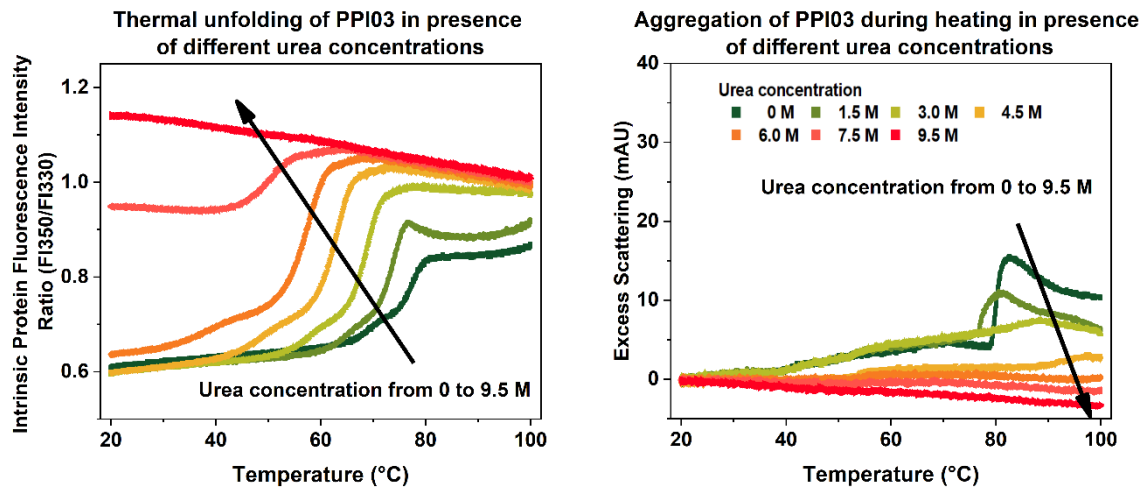 Thermal unfolding of PPI03 in presence
of different urea concentrations
Intrinsic Protein Fluorescence Intensity
Ratio (FI350/FI330)
1.2
1.0
0.8
0.6
Urea concentration from 0 to 9.5 M
20
40
60
80
100
Temperature (°C)
Aggregation of PPI03 during heating in presence
of different urea concentrations
Excess Scattering (mAU)
40
30
20
10
0
Urea concentration
0 M 1.5 M 3.0 M 4.5 M
6.0 M 7.5 M 9.5 M
Urea concentration from 0 to 9.5 M
20
40
60
80
100
Temperature (°C)